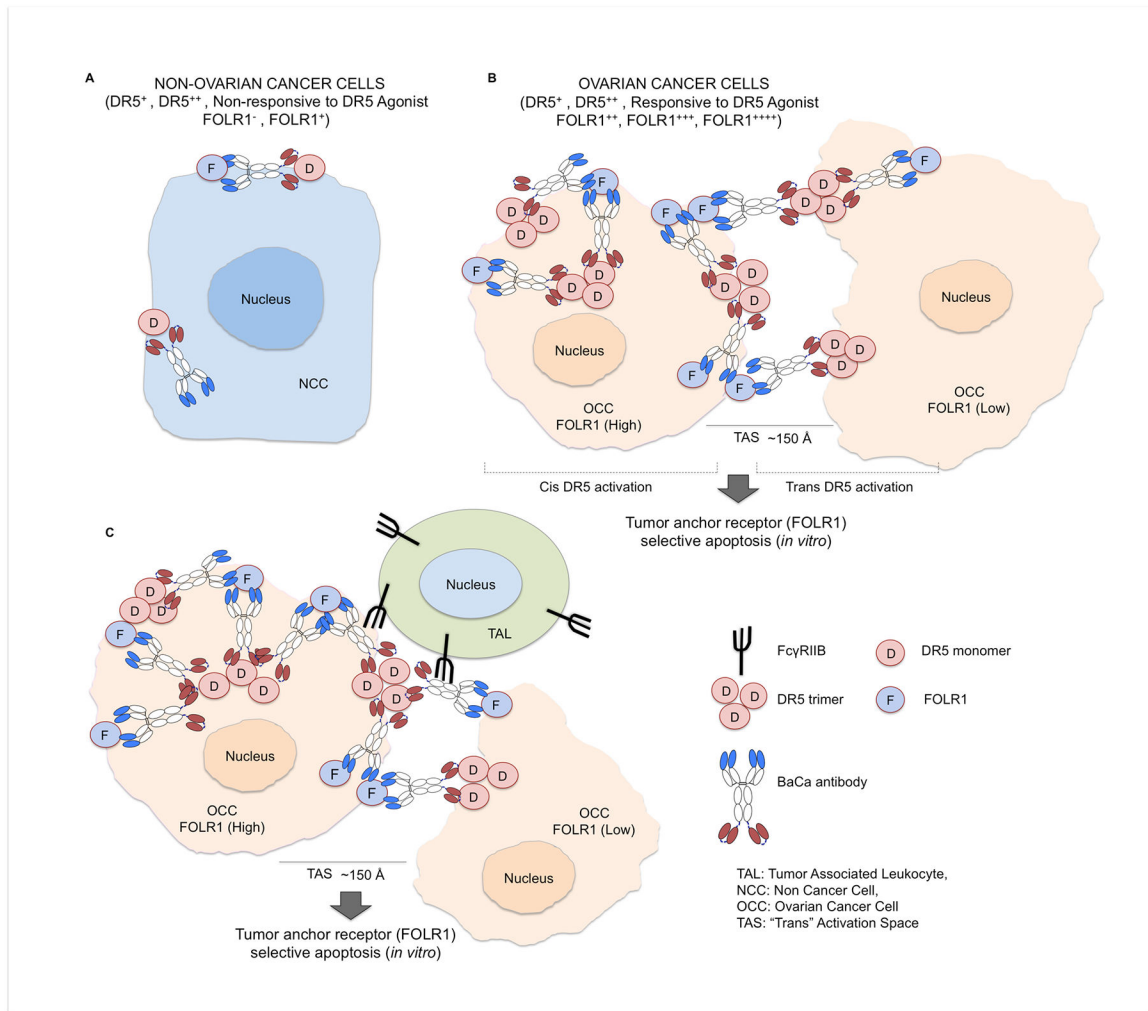 A
NON-OVARIAN CANCER CELLS
(DR5⁺ , DR5⁺⁺ , Non-responsive to DR5 Agonist
FOLR1⁻ , FOLR1⁺)
F
D
Nucleus
D
NCC
B
OVARIAN CANCER CELLS
(DR5⁺ , DR5⁺⁺ , Responsive to DR5 Agonist
FOLR1⁺⁺, FOLR1⁺⁺⁺, FOLR1⁺⁺⁺⁺)
F
D
D
D
F
D
D
D
Nucleus
OCC
FOLR1 (High)
F
F
D
D
D
F
D
D
D
F
F
D
D
D
Nucleus
OCC
FOLR1 (Low)
TAS ~150 Å
Cis DR5 activation
Trans DR5 activation
Tumor anchor receptor (FOLR1)
selective apoptosis (in vitro)
C
F
D
D
D
F
F
D
D
D
F
Nucleus
OCC
FOLR1 (High)
Nucleus
TAL
D
D
D
D
F
F
F
D
D
D
OCC
FOLR1 (Low)
Nucleus
TAS ~150 Å
Tumor anchor receptor (FOLR1)
selective apoptosis (in vitro)
FcγRIIB
D
DR5 monomer
D
D
D
DR5 trimer
F
FOLR1
BaCa antibody
TAL: Tumor Associated Leukocyte,
NCC: Non Cancer Cell,
OCC: Ovarian Cancer Cell
TAS: “Trans” Activation Space